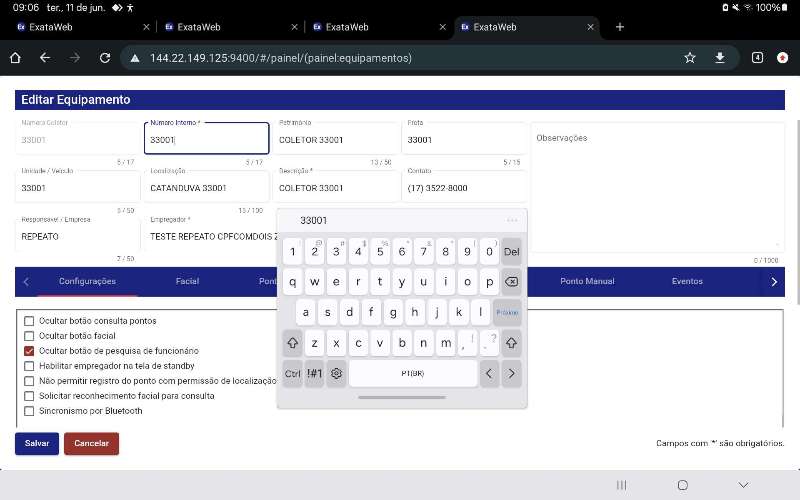 09:06 ter., 11 de jun. 100%
ExataWeb ExataWeb ExataWeb ExataWeb
144.22.149.125:9400/#/painel/(painel:equipamentos) 4
Editar Equipamento
Número Coletor Número Interno * Patrimônio Frota
33001 33001 COLETOR 33001 33001 Observações
5 / 17 5 / 17 13 / 50 5 / 15
Unidade / Veículo Localização Descrição * Contato
33001 CATANDUVA 33001 COLETOR 33001 (17) 3522-8000
5 / 50 15 / 100
Responsável / Empresa Empregador *
REPEATO TESTE REPEATO CPFCOMDOIS
7 / 50 0 / 1000
33001 ...
1 2 3 4 5 6 7 8 9 0 Del
q w e r t y u i o p
a s d f g h j k l Próximo
z x c v b n m , ! . ?
Ctrl !#1 PT(BR)
Configurações Facial Pont Ponto Manual Eventos
Ocultar botão consulta pontos
Ocultar botão facial
Ocultar botão de pesquisa de funcionário
Habilitar empregador na tela de standby
Não permitir registro do ponto com permissão de localização
Solicitar reconhecimento facial para consulta
Sincronismo por Bluetooth
Salvar Cancelar Campos com '*' são obrigatórios.